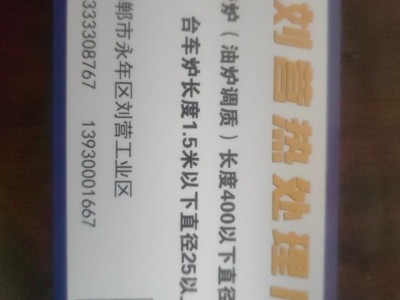 刘营热处理
炉（油炉调质）长度400以下直径
台车炉长度1.5米以下直径25以
邯市永年区刘营工业区
333308767 13930001667